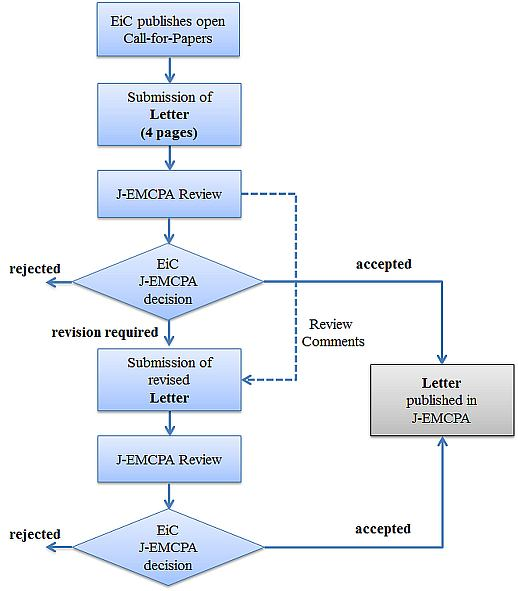 EiC publishes open
Call-for-Papers
Submission of
Letter
(4 pages)
J-EMCPA Review
EiC
J-EMCPA
decision
rejected
accepted
revision required
Review
Comments
Submission of
revised
Letter
Letter
published in
J-EMCPA
J-EMCPA Review
EiC
J-EMCPA
decision
rejected
accepted